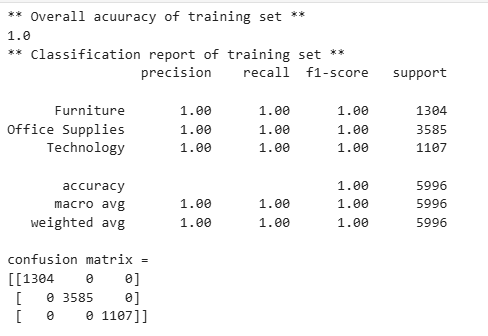 ** Overall acuuracy of training set **
1.0
** Classification report of training set **
precision recall f1-score support
Furniture 1.00 1.00 1.00 1304
Office Supplies 1.00 1.00 1.00 3585
Technology 1.00 1.00 1.00 1107
accuracy 1.00 5996
macro avg 1.00 1.00 1.00 5996
weighted avg 1.00 1.00 1.00 5996
confusion matrix =
[[1304 0 0]
[ 0 3585 0]
[ 0 0 1107]]